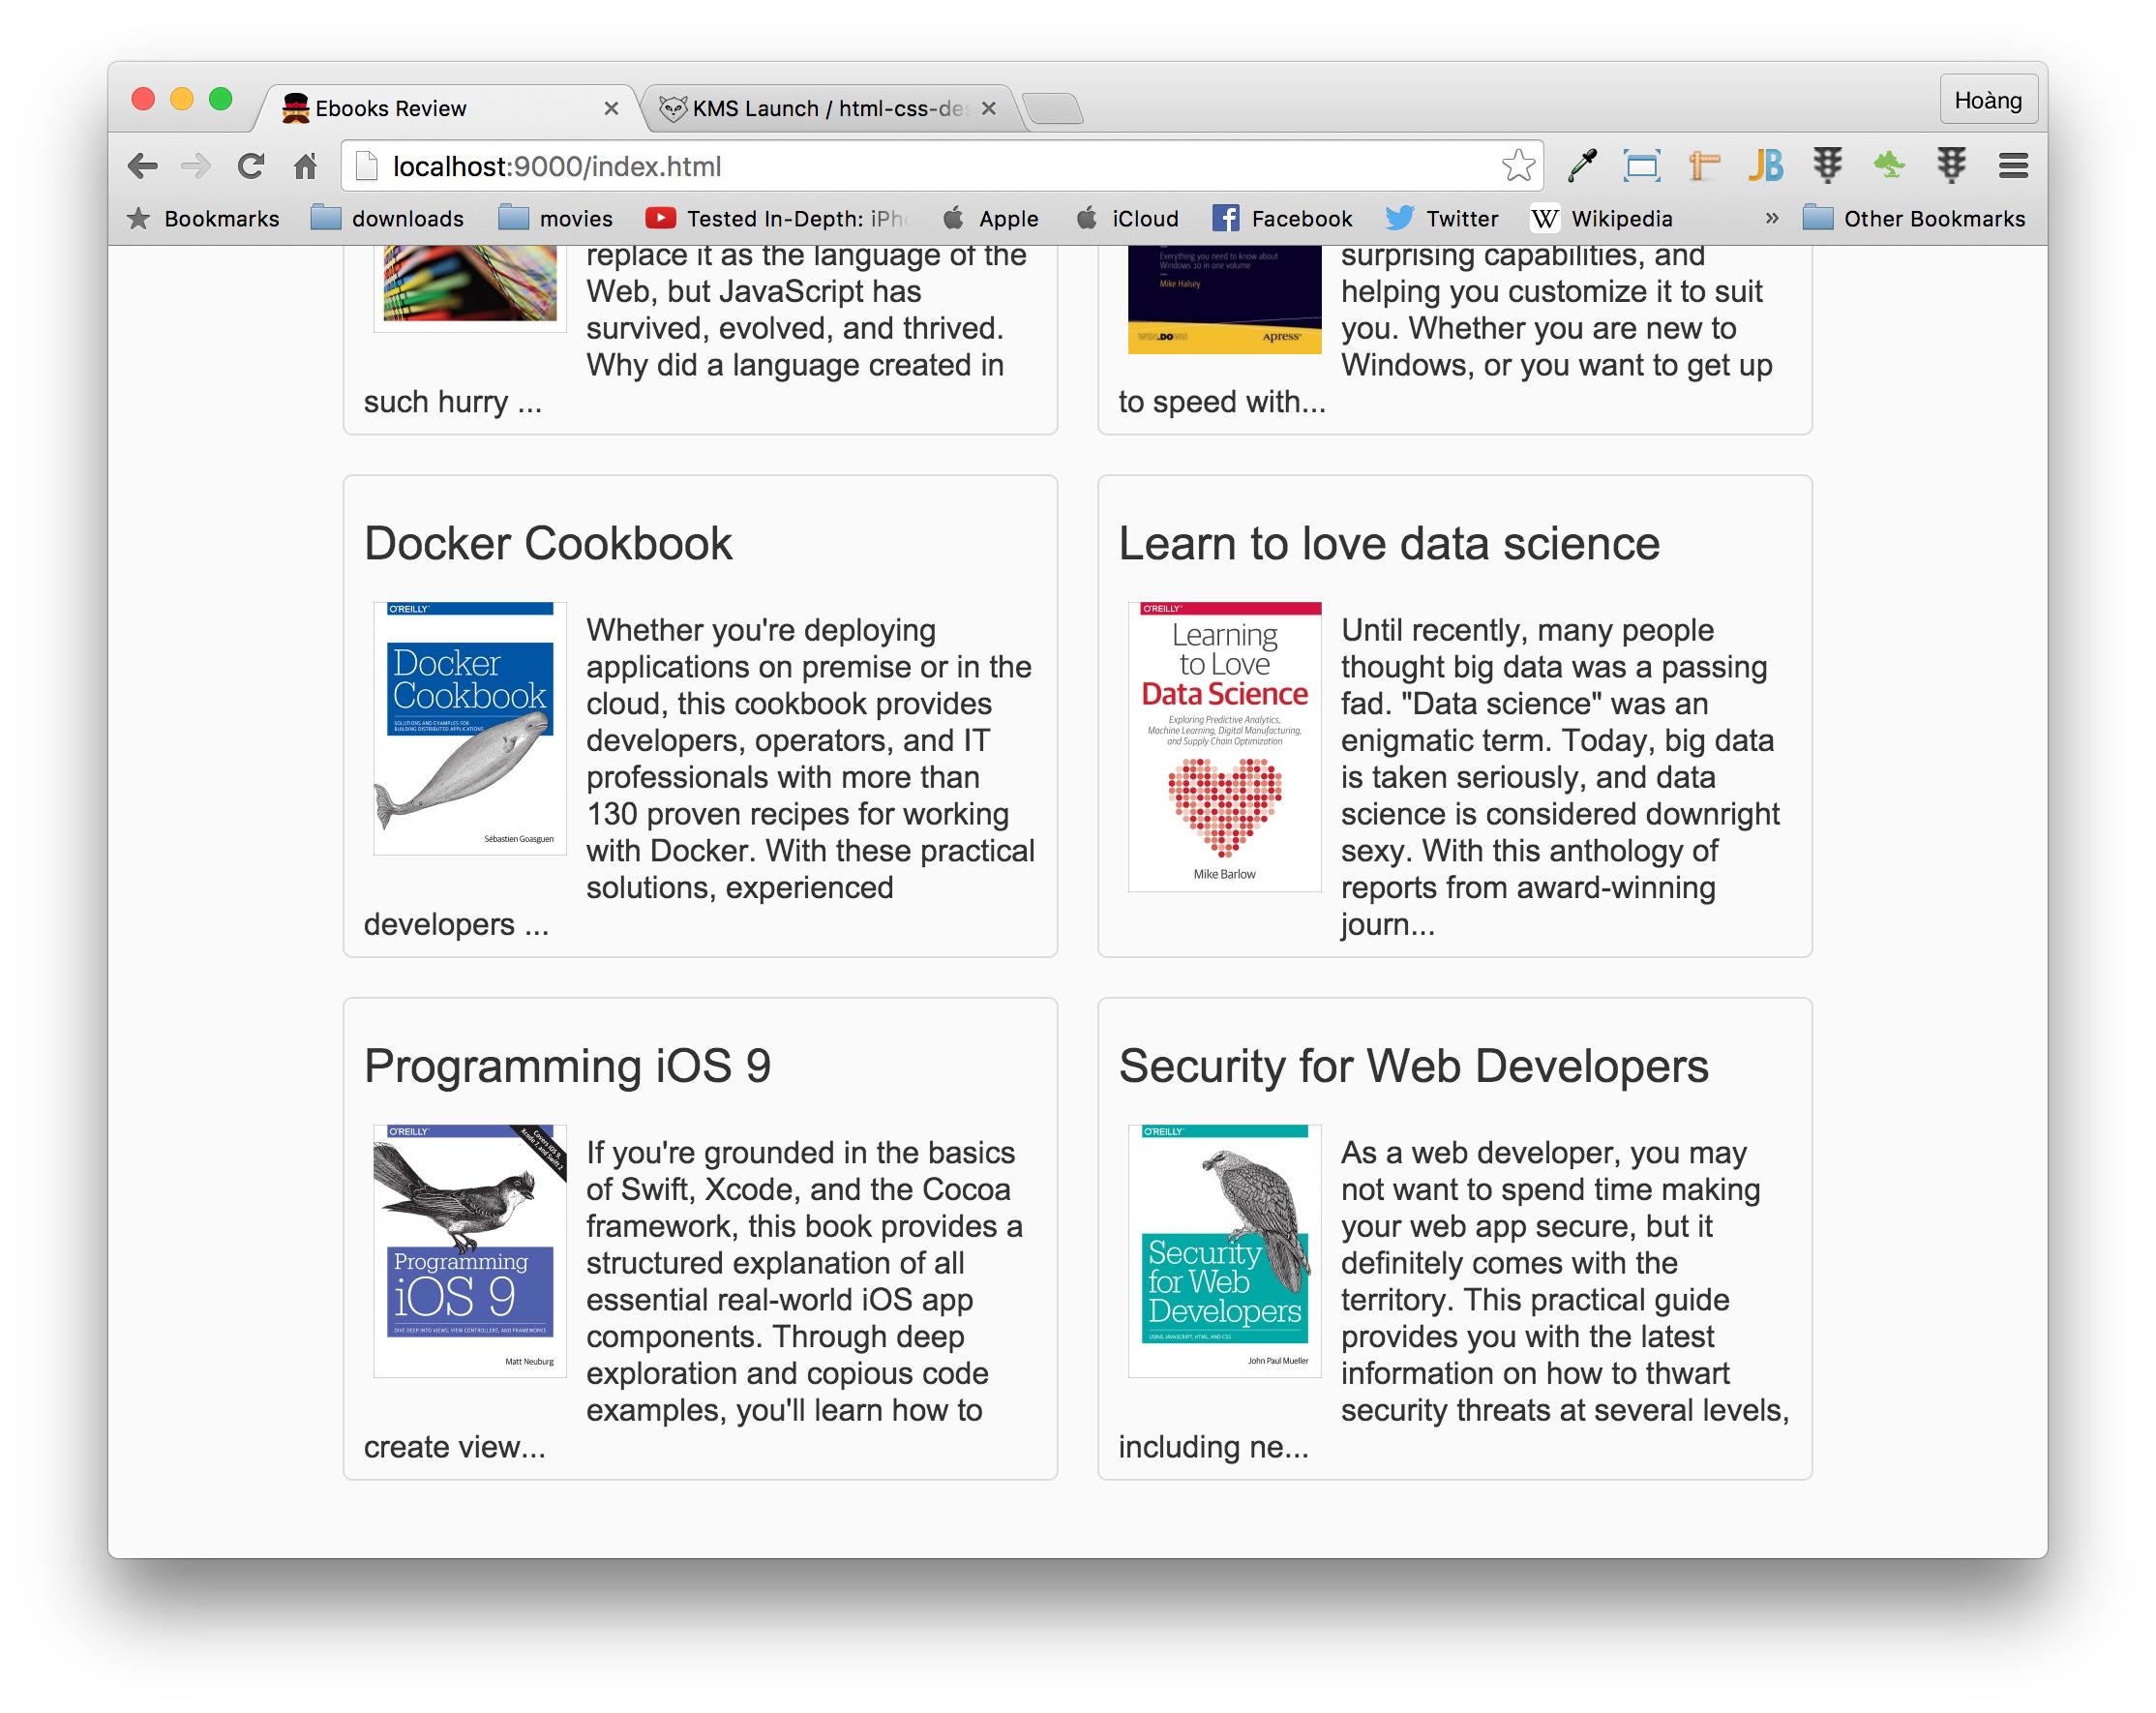 Ebooks Review
KMS Launch / html-css-des
Hoàng
localhost:9000/index.html
Bookmarks
downloads
movies
Tested In-Depth: iPho
Apple
iCloud
Facebook
Twitter
W Wikipedia
»
Other Bookmarks
replace it as the language of the
Web, but JavaScript has
survived, evolved, and thrived.
Why did a language created in
such hurry ...
Everything you need to know about
Windows 10 in one volume
Mike Halsey
Apress
surprising capabilities, and
helping you customize it to suit
you. Whether you are new to
Windows, or you want to get up
to speed with...
Docker Cookbook
O'REILLY
Docker
Cookbook
SOLUTIONS AND EXAMPLES FOR
BUILDING DISTRIBUTED APPLICATIONS
Sébastien Goasguen
Whether you're deploying
applications on premise or in the
cloud, this cookbook provides
developers, operators, and IT
professionals with more than
130 proven recipes for working
with Docker. With these practical
solutions, experienced
developers ...
Learn to love data science
O'REILLY
Learning
to Love
Data Science
Exploring Predictive Analytics,
Machine Learning, Digital Manufacturing,
and Supply Chain Optimization
Mike Barlow
Until recently, many people
thought big data was a passing
fad. "Data science" was an
enigmatic term. Today, big data
is taken seriously, and data
science is considered downright
sexy. With this anthology of
reports from award-winning
journ...
Programming iOS 9
O'REILLY
Covers iOS 9,
Xcode 7, and Swift 2
Programming
iOS 9
DIVE DEEP INTO VIEWS, VIEW CONTROLLERS, AND FRAMEWORKS
Matt Neuburg
If you're grounded in the basics
of Swift, Xcode, and the Cocoa
framework, this book provides a
structured explanation of all
essential real-world iOS app
components. Through deep
exploration and copious code
examples, you'll learn how to
create view...
Security for Web Developers
O'REILLY
Security
for Web
Developers
USING JAVASCRIPT, HTML, AND CSS
John Paul Mueller
As a web developer, you may
not want to spend time making
your web app secure, but it
definitely comes with the
territory. This practical guide
provides you with the latest
information on how to thwart
security threats at several levels,
including ne...